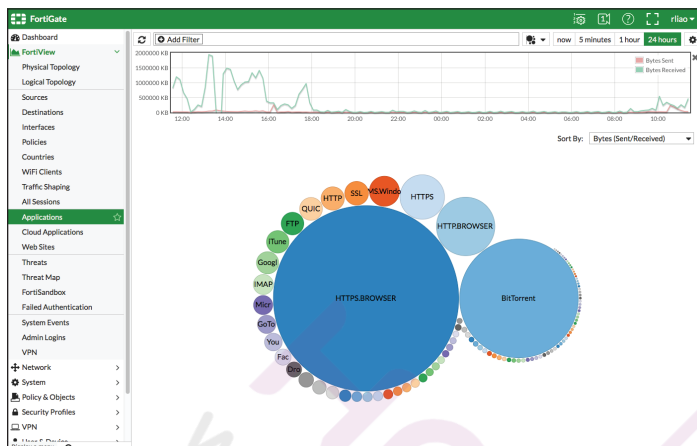 FortiGate
rliao
Dashboard
FortiView
Physical Topology
Logical Topology
Sources
Destinations
Interfaces
Policies
Countries
WiFi Clients
Traffic Shaping
All Sessions
Applications
Cloud Applications
Web Sites
Threats
Threat Map
FortiSandbox
Failed Authentication
System Events
Admin Logins
VPN
Network
System
Policy & Objects
Security Profiles
VPN
User & Device
Add Filter
now 5 minutes 1 hour 24 hours
2000000 KB
1500000 KB
1000000 KB
500000 KB
0 KB
12:00 14:00 16:00 18:00 20:00 22:00 00:00 02:00 04:00 06:00 08:00 10:00
Bytes Sent
Bytes Received
Sort By: Bytes (Sent/Received)
HTTPS.BROWSER
BitTorrent
HTTP.BROWSER
HTTPS
MS.Windo
SSL
HTTP
QUIC
FTP
iTune
Googl
IMAP
Micr
GoTo
You
Fac
Dro